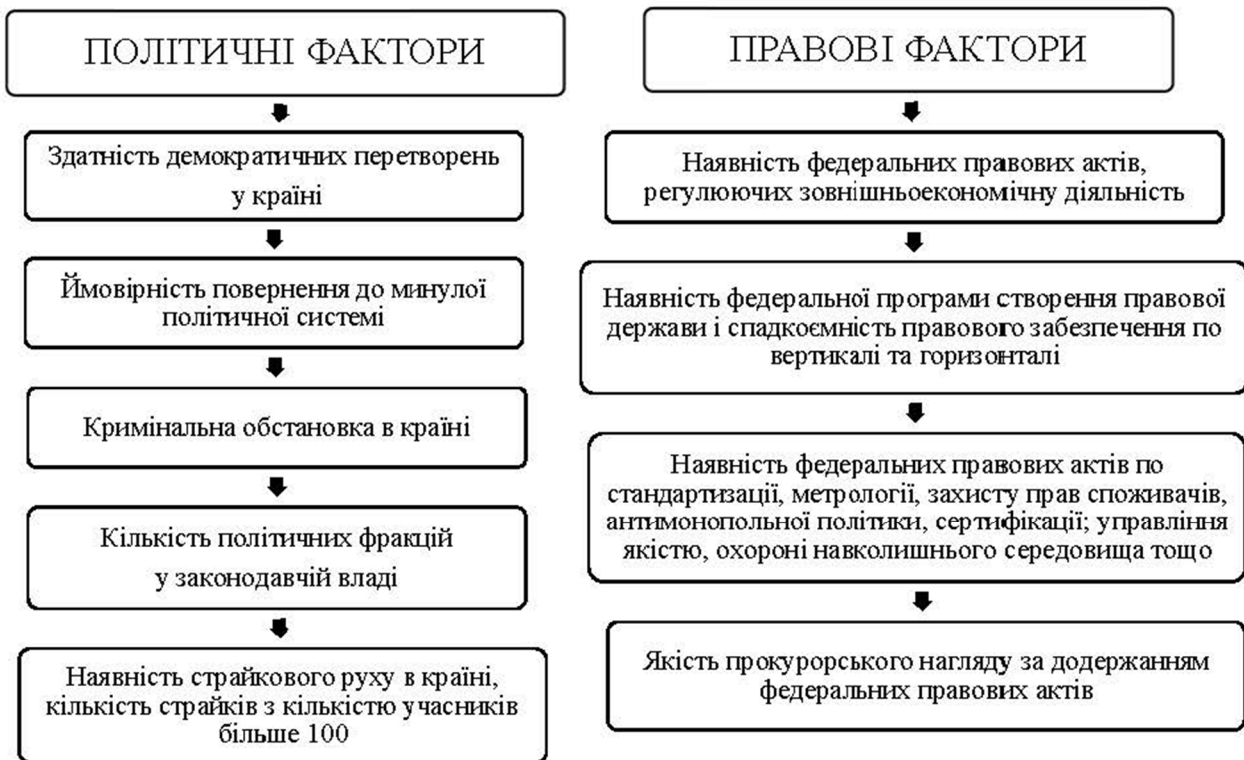 ПОЛІТИЧНІ ФАКТОРИ
Здатність демократичних перетворень
у країні
Ймовірність повернення до минулої
політичної системі
Кримінальна обстановка в країні
Кількість політичних фракцій
у законодавчій владі
Наявність страйкового руху в країні,
кількість страйків з кількістю учасників
більше 100
ПРАВОВІ ФАКТОРИ
Наявність федеральних правових актів,
регулюючих зовнішньоекономічну діяльність
Наявність федеральної програми створення правової
держави і спадкоємність правового забезпечення по
вертикалі та горизонталі
Наявність федеральних правових актів по
стандартизації, метрології, захисту прав споживачів,
антимонопольної політики, сертифікації; управління
якістю, охороні навколишнього середовища тощо
Якість прокурорського нагляду за додержанням
федеральних правових актів